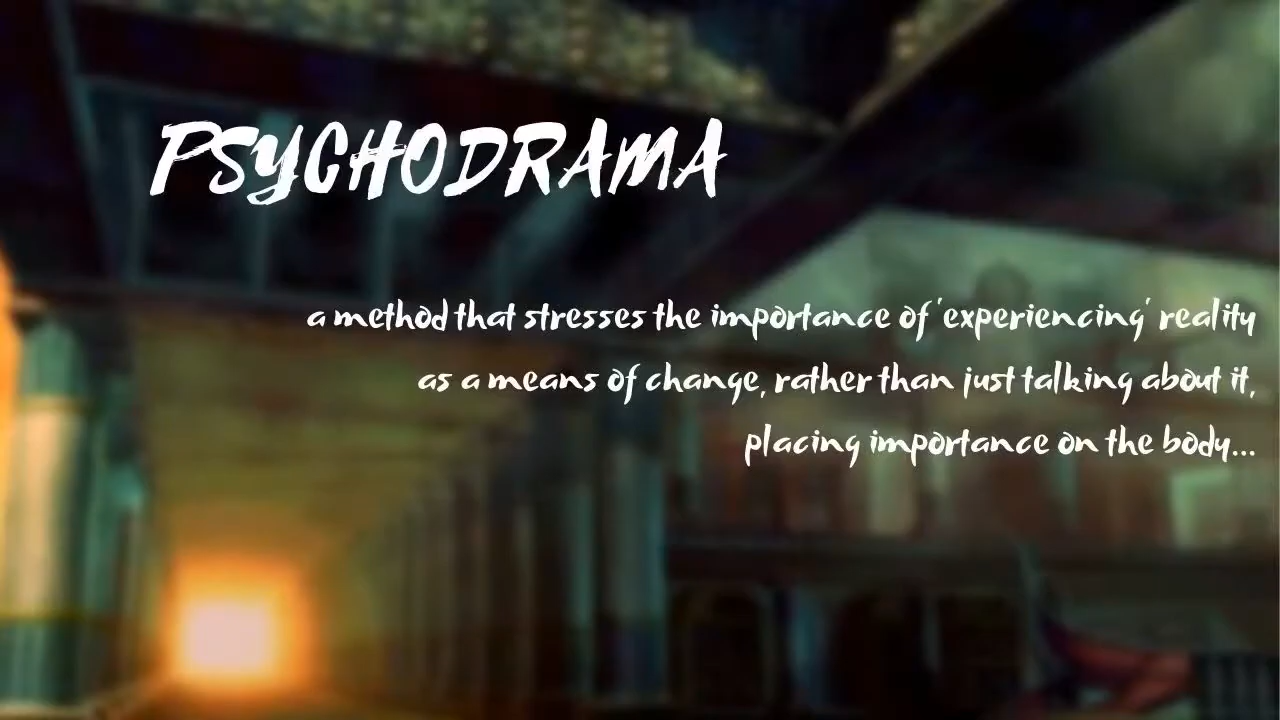 PSYCHODRAMA
a method that stresses the importance of 'experiencing' reality
as a means of change, rather than just talking about it,
placing importance on the body...